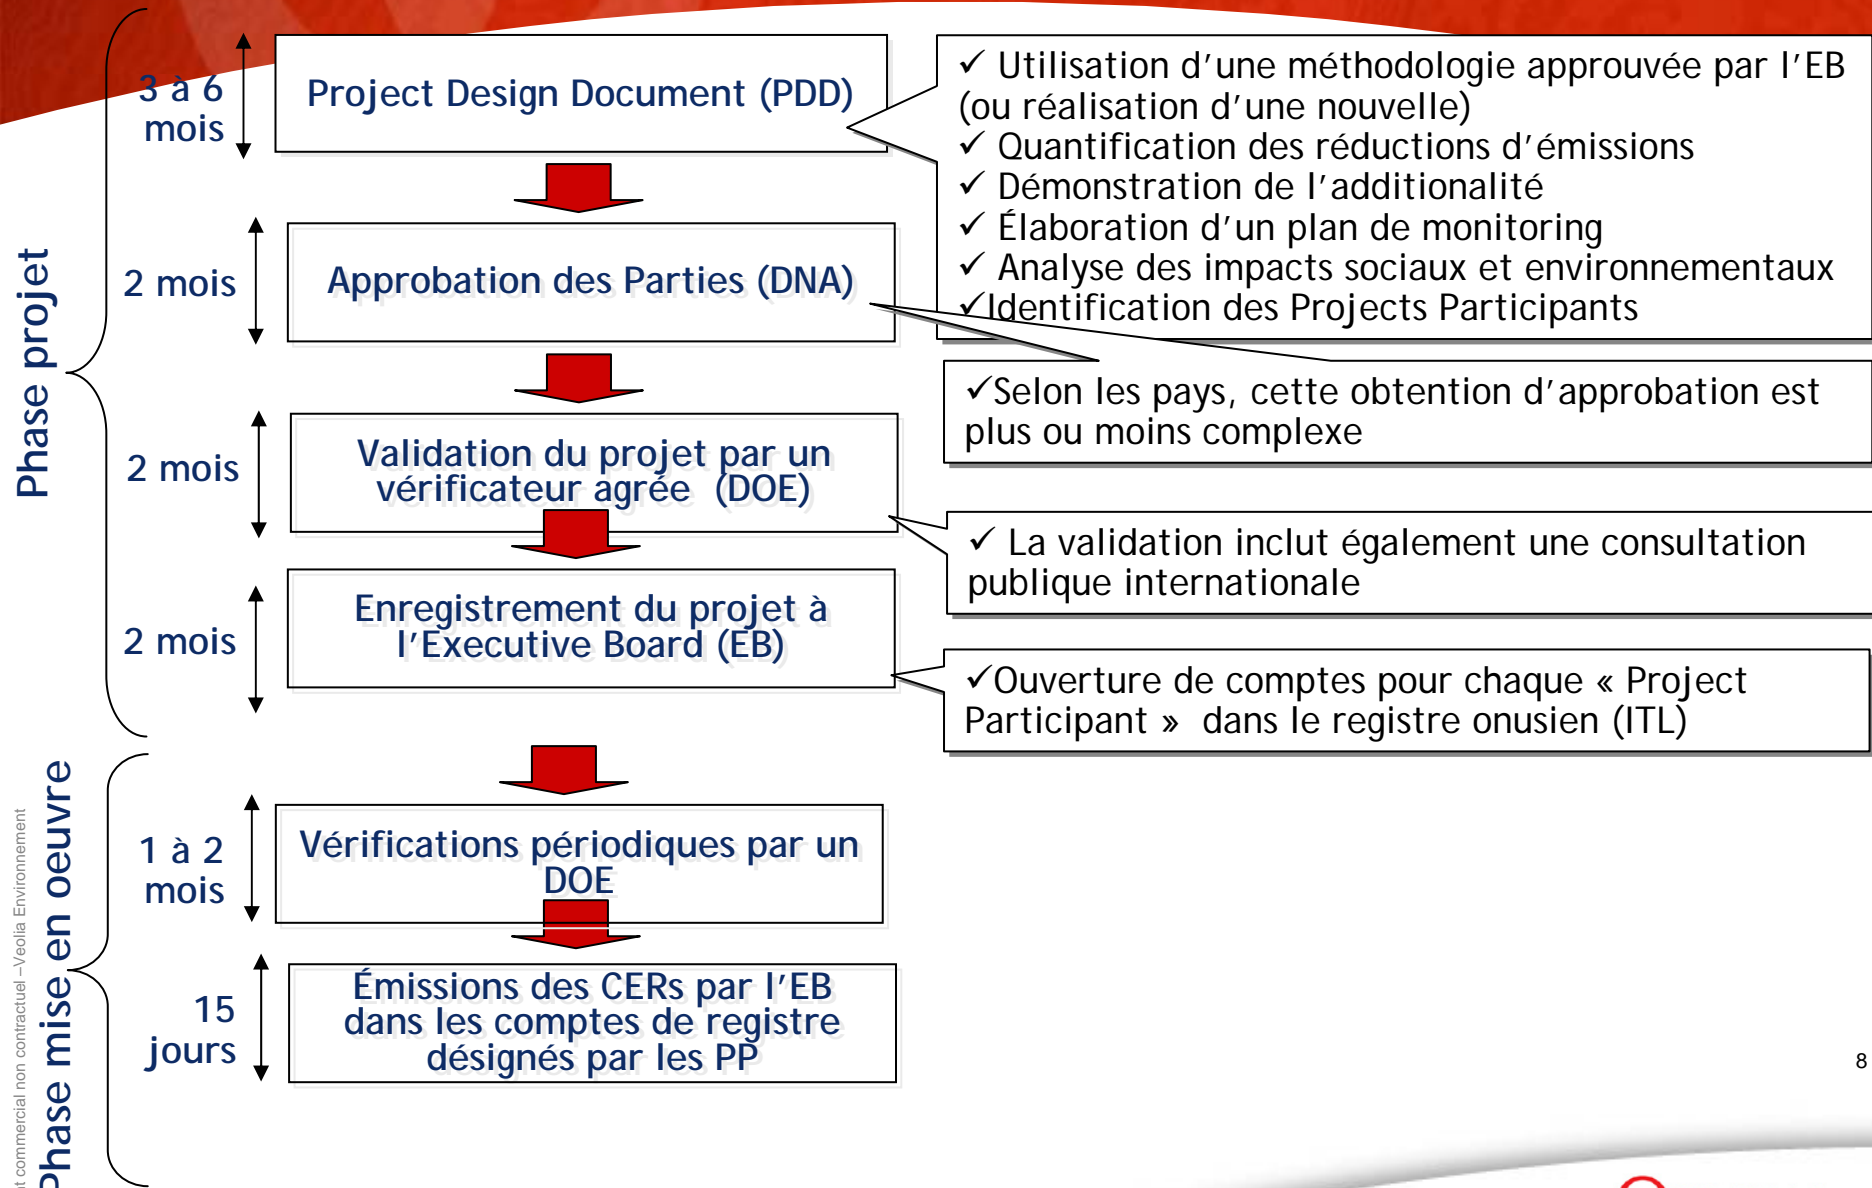 Phase projet
3 à 6
mois
Project Design Document (PDD)
✓ Utilisation d’une méthodologie approuvée par l’EB
(ou réalisation d’une nouvelle)
✓ Quantification des réductions d’émissions
✓ Démonstration de l’additionalité
✓ Élaboration d’un plan de monitoring
✓ Analyse des impacts sociaux et environnementaux
✓Identification des Projects Participants
2 mois
Approbation des Parties (DNA)
✓Selon les pays, cette obtention d’approbation est
plus ou moins complexe
2 mois
Validation du projet par un
vérificateur agrée (DOE)
✓ La validation inclut également une consultation
publique internationale
2 mois
Enregistrement du projet à
l’Executive Board (EB)
✓Ouverture de comptes pour chaque « Project
Participant » dans le registre onusien (ITL)
Phase mise en oeuvre
1 à 2
mois
Vérifications périodiques par un
DOE
15
jours
Émissions des CERs par l’EB
dans les comptes de registre
désignés par les PP
commercial non contractuel –Veolia Environnement
8